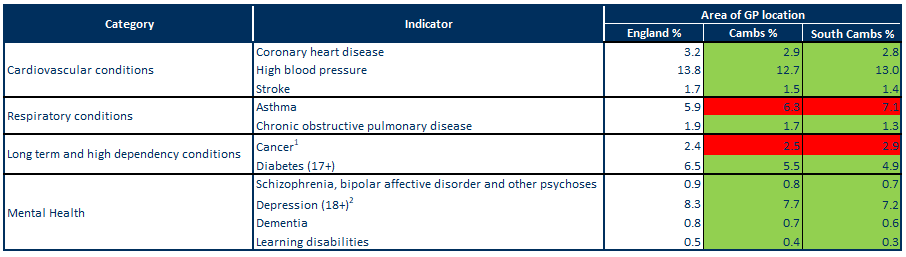 Category Indicator Area of GP location
England % Cambs % South Cambs %
Cardiovascular conditions
Coronary heart disease 3.2 2.9 2.8
High blood pressure 13.8 12.7 13.0
Stroke 1.7 1.5 1.4
Respiratory conditions
Asthma 5.9 6.3 7.1
Chronic obstructive pulmonary disease 1.9 1.7 1.3
Long term and high dependency conditions
Cancer1 2.4 2.5 2.9
Diabetes (17+) 6.5 5.5 4.9
Mental Health
Schizophrenia, bipolar affective disorder and other psychoses 0.9 0.8 0.7
Depression (18+)2 8.3 7.7 7.2
Dementia 0.8 0.7 0.6
Learning disabilities 0.5 0.4 0.3